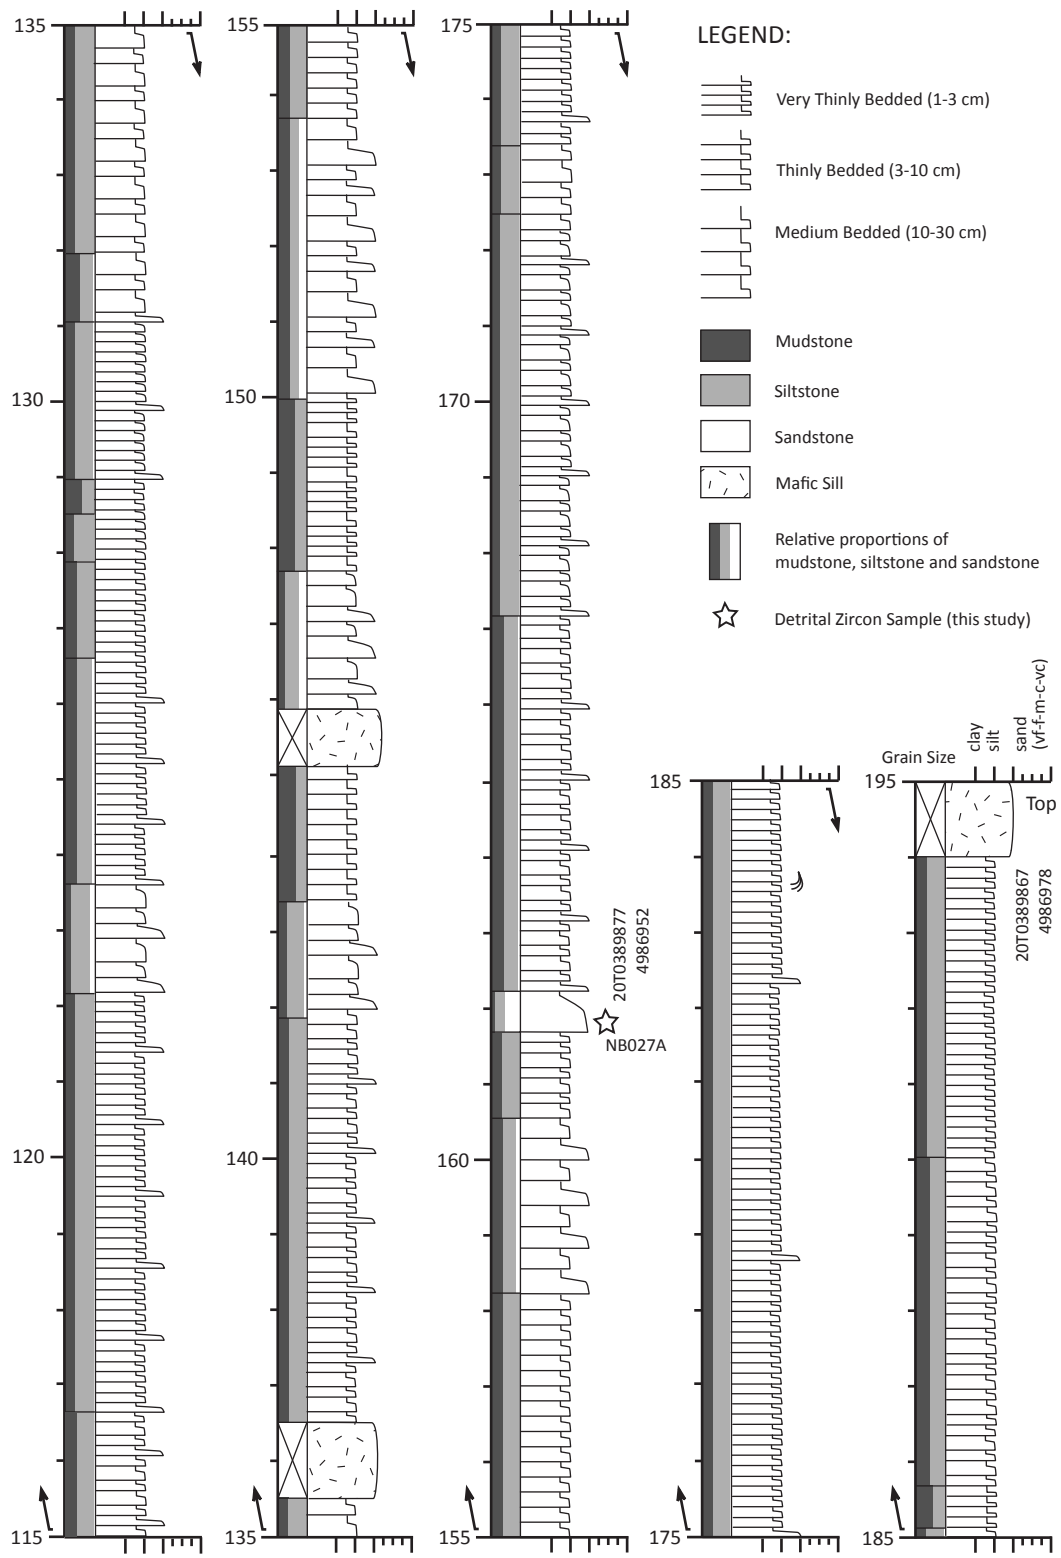 135
130
120
115
155
150
140
135
175
170
160
155
20T0389877
4986952
NB027A
LEGEND:
Very Thinly Bedded (1-3 cm)
Thinly Bedded (3-10 cm)
Medium Bedded (10-30 cm)
Mudstone
Siltstone
Sandstone
Mafic Sill
Relative proportions of
mudstone, siltstone and sandstone
Detrital Zircon Sample (this study)
185
175
Grain Size
clay
silt
sand
(vf-f-m-c-vc)
195
Top
20T0389867
4986978
185